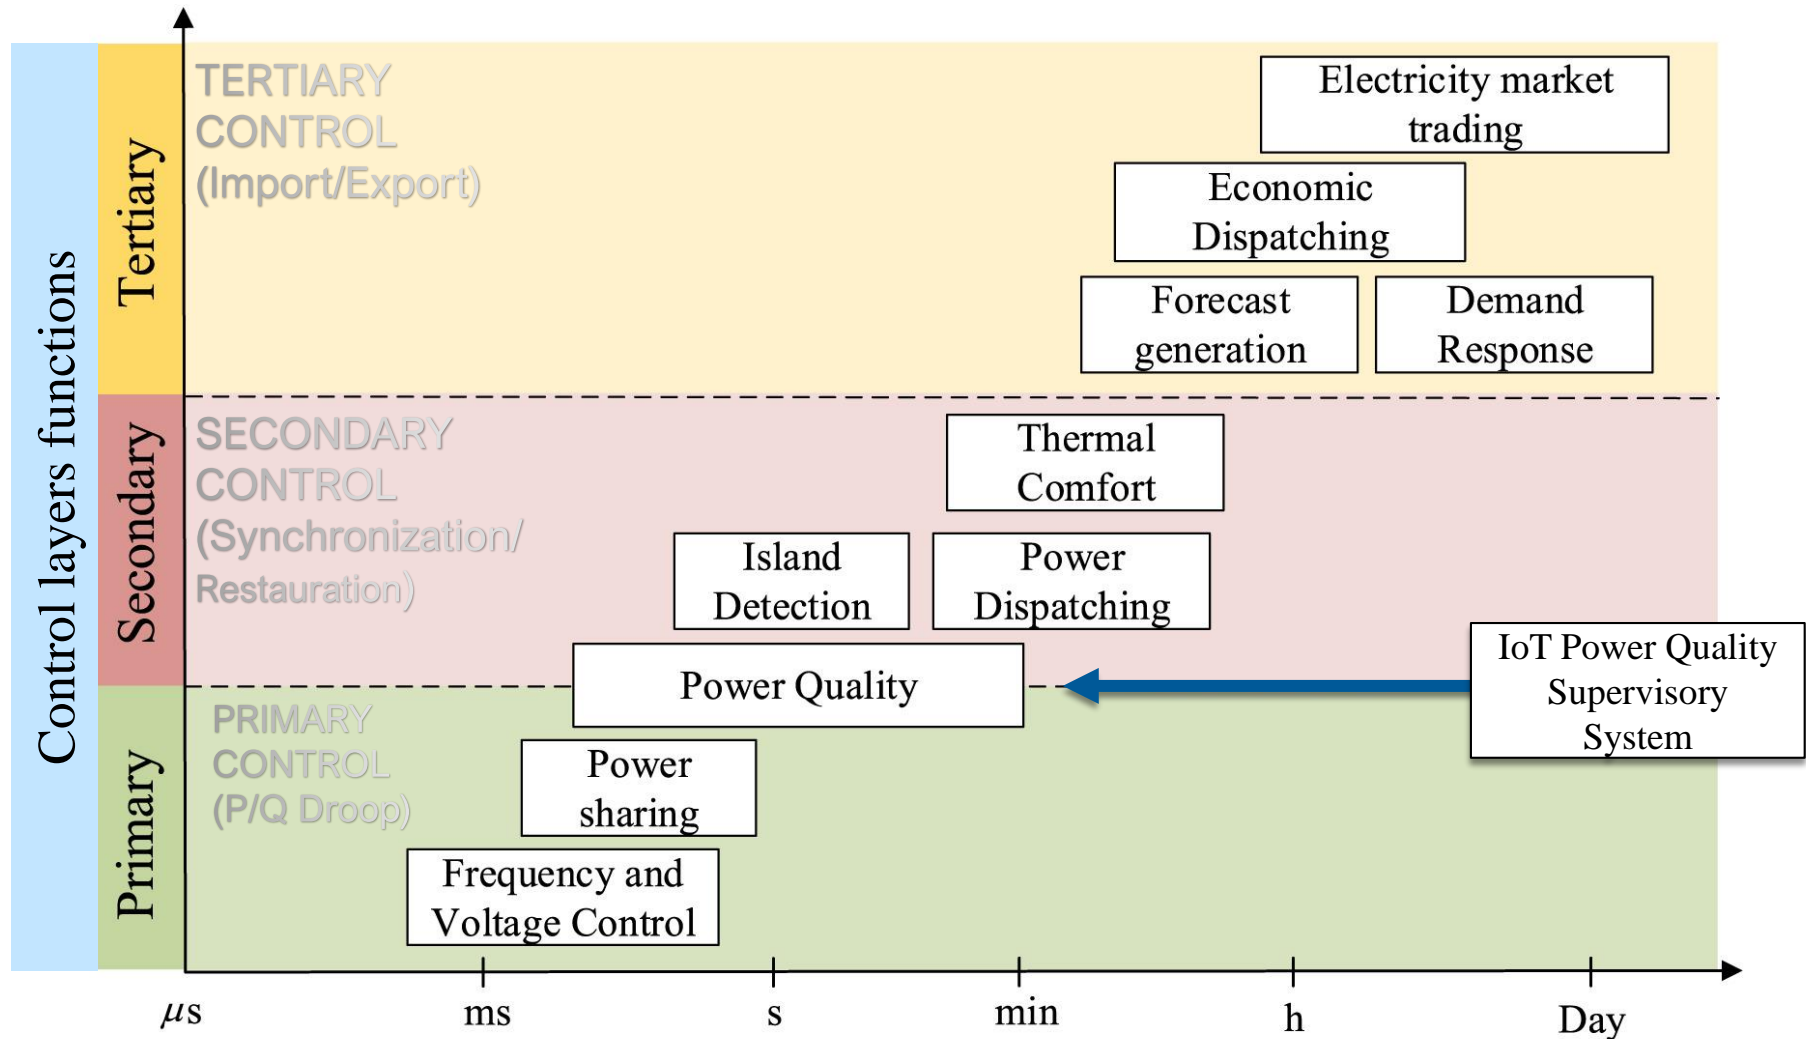 Control layers functions
Tertiary
Secondary
Primary
TERTIARY
CONTROL
(Import/Export)
Electricity market
trading
Economic
Dispatching
Forecast
generation
Demand
Response
SECONDARY
CONTROL
(Synchronization/
Restauration)
Thermal
Comfort
Island
Detection
Power
Dispatching
Power Quality
IoT Power Quality
Supervisory
System
PRIMARY
CONTROL
(P/Q Droop)
Power
sharing
Frequency and
Voltage Control
μs
ms
s
min
h
Day